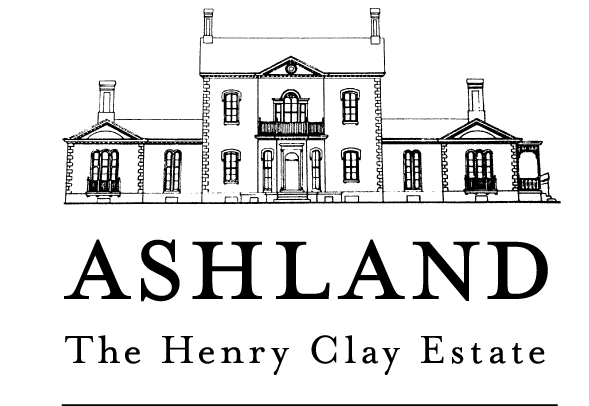 ASHLAND
The Henry Clay Estate